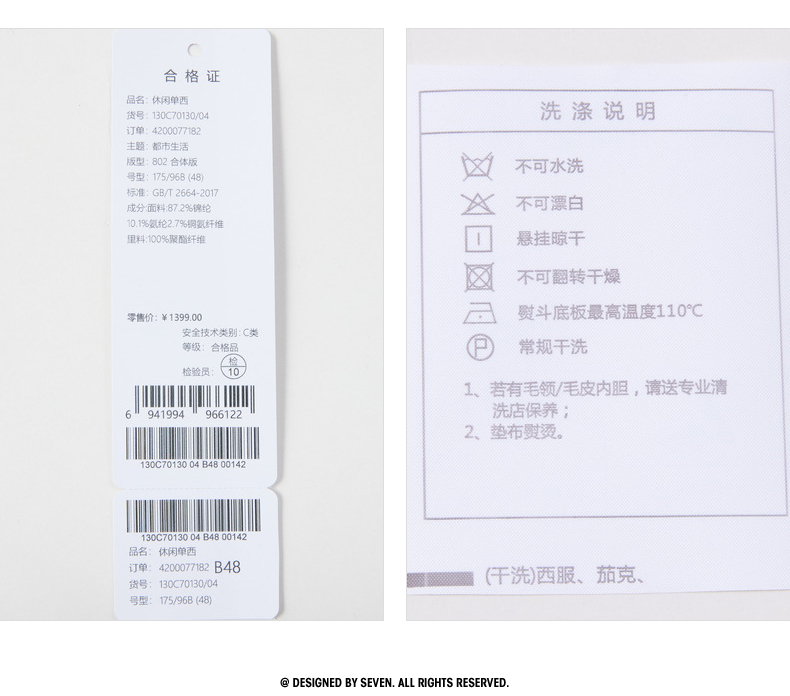 合格证
品名: 休闲单西
货号: 130C70130/04
订单: 4200077182
主题: 都市生活
版型: 802 合体版
号型: 175/96B (48)
标准: GB/T 2664-2017
成分:面料:87.2%锦纶
10.1%氨纶2.7%铜氨纤维
里料:100%聚酯纤维
零售价: ¥1399.00
安全技术类别: C类
等级: 合格品
检验员: 检 10
6 941994 966122
130C70130 04 B48 00142
130C70130 04 B48 00142
品名: 休闲单西
订单: 4200077182 B48
货号: 130C70130/04
号型: 175/96B (48)
洗涤说明
不可水洗
不可漂白
悬挂晾干
不可翻转干燥
熨斗底板最高温度110℃
P 常规干洗
1、若有毛领/毛皮内胆，请送专业清
洗店保养；
2、垫布熨烫。
(干洗)西服、茄克、
@ DESIGNED BY SEVEN. ALL RIGHTS RESERVED.